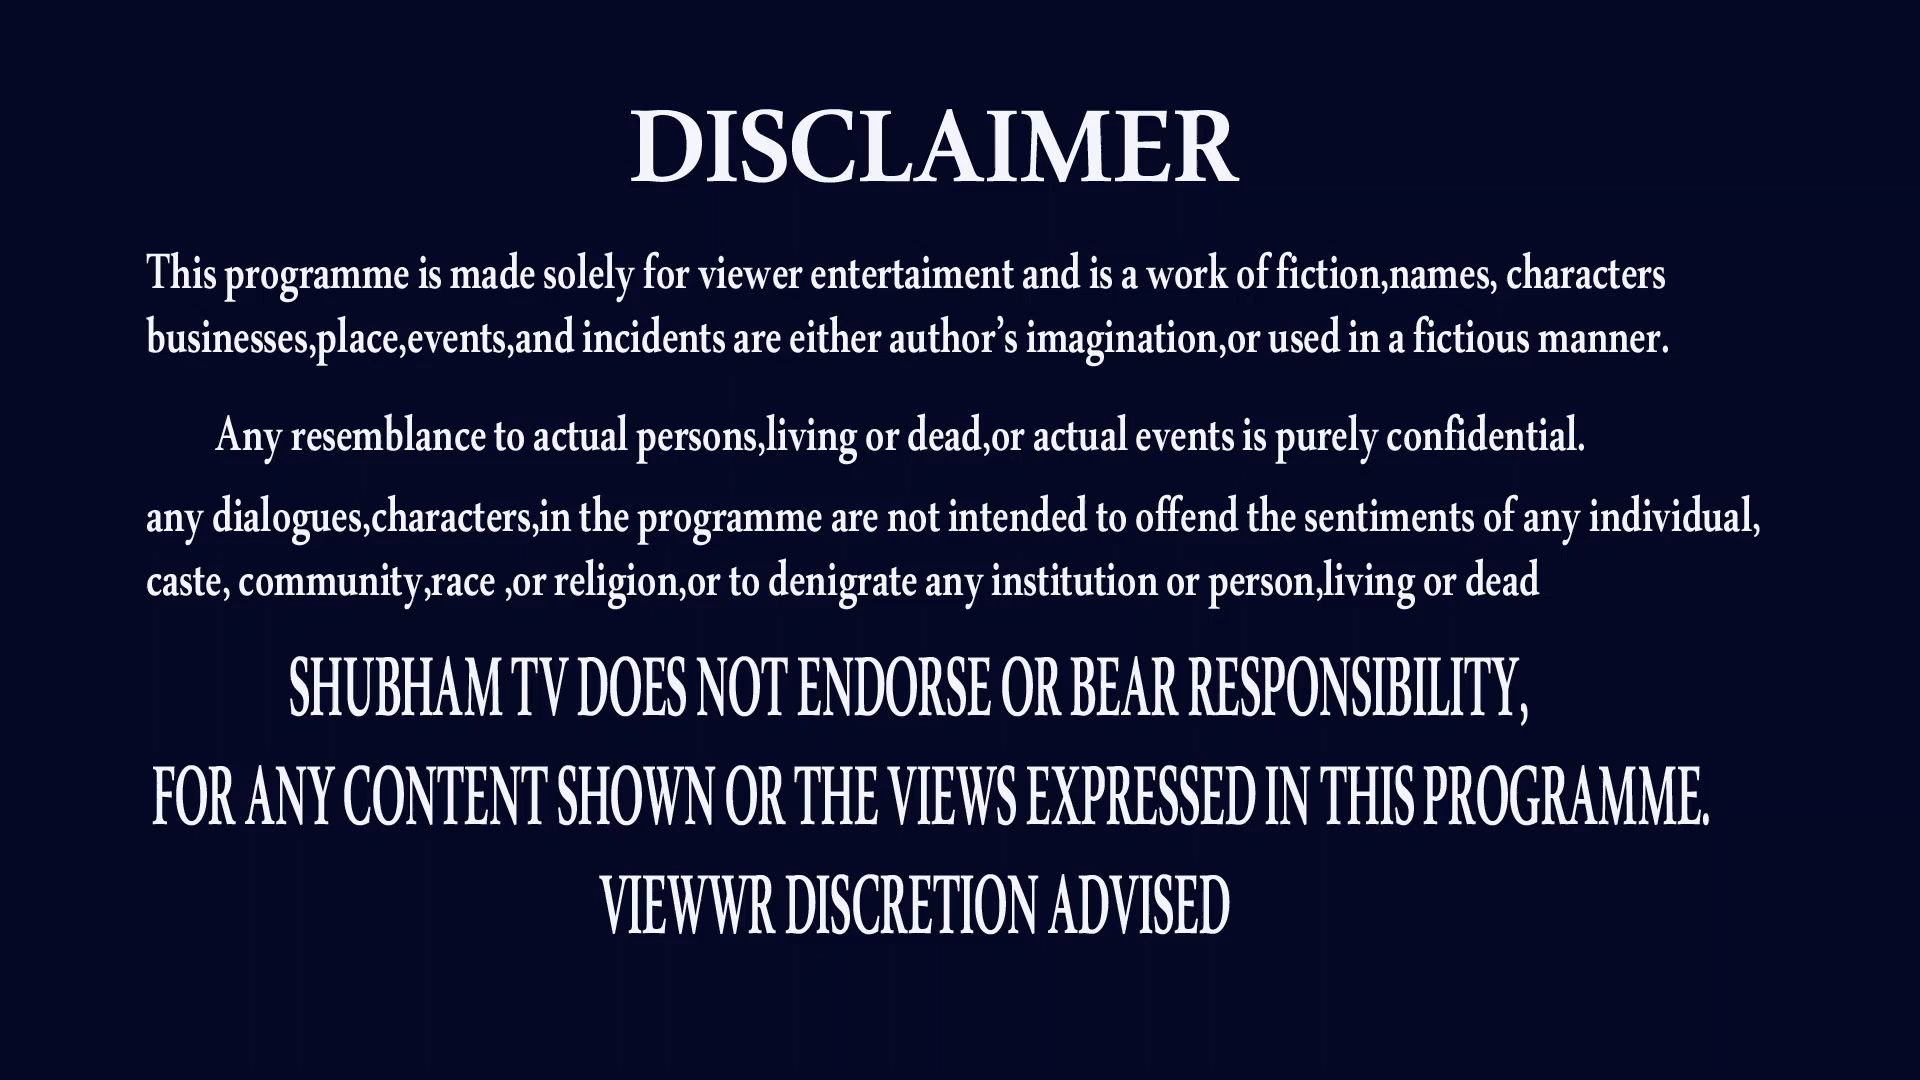 DISCLAIMER
This programme is made solely for viewer entertaiment and is a work of fiction,names, characters
businesses,place,events,and incidents are either author’s imagination,or used in a fictious manner.
Any resemblance to actual persons,living or dead,or actual events is purely confidential.
any dialogues,characters,in the programme are not intended to offend the sentiments of any individual,
caste, community,race ,or religion,or to denigrate any institution or person,living or dead
SHUBHAM TV DOES NOT ENDORSE OR BEAR RESPONSIBILITY,
FOR ANY CONTENT SHOWN OR THE VIEWS EXPRESSED IN THIS PROGRAMME.
VIEWWR DISCRETION ADVISED